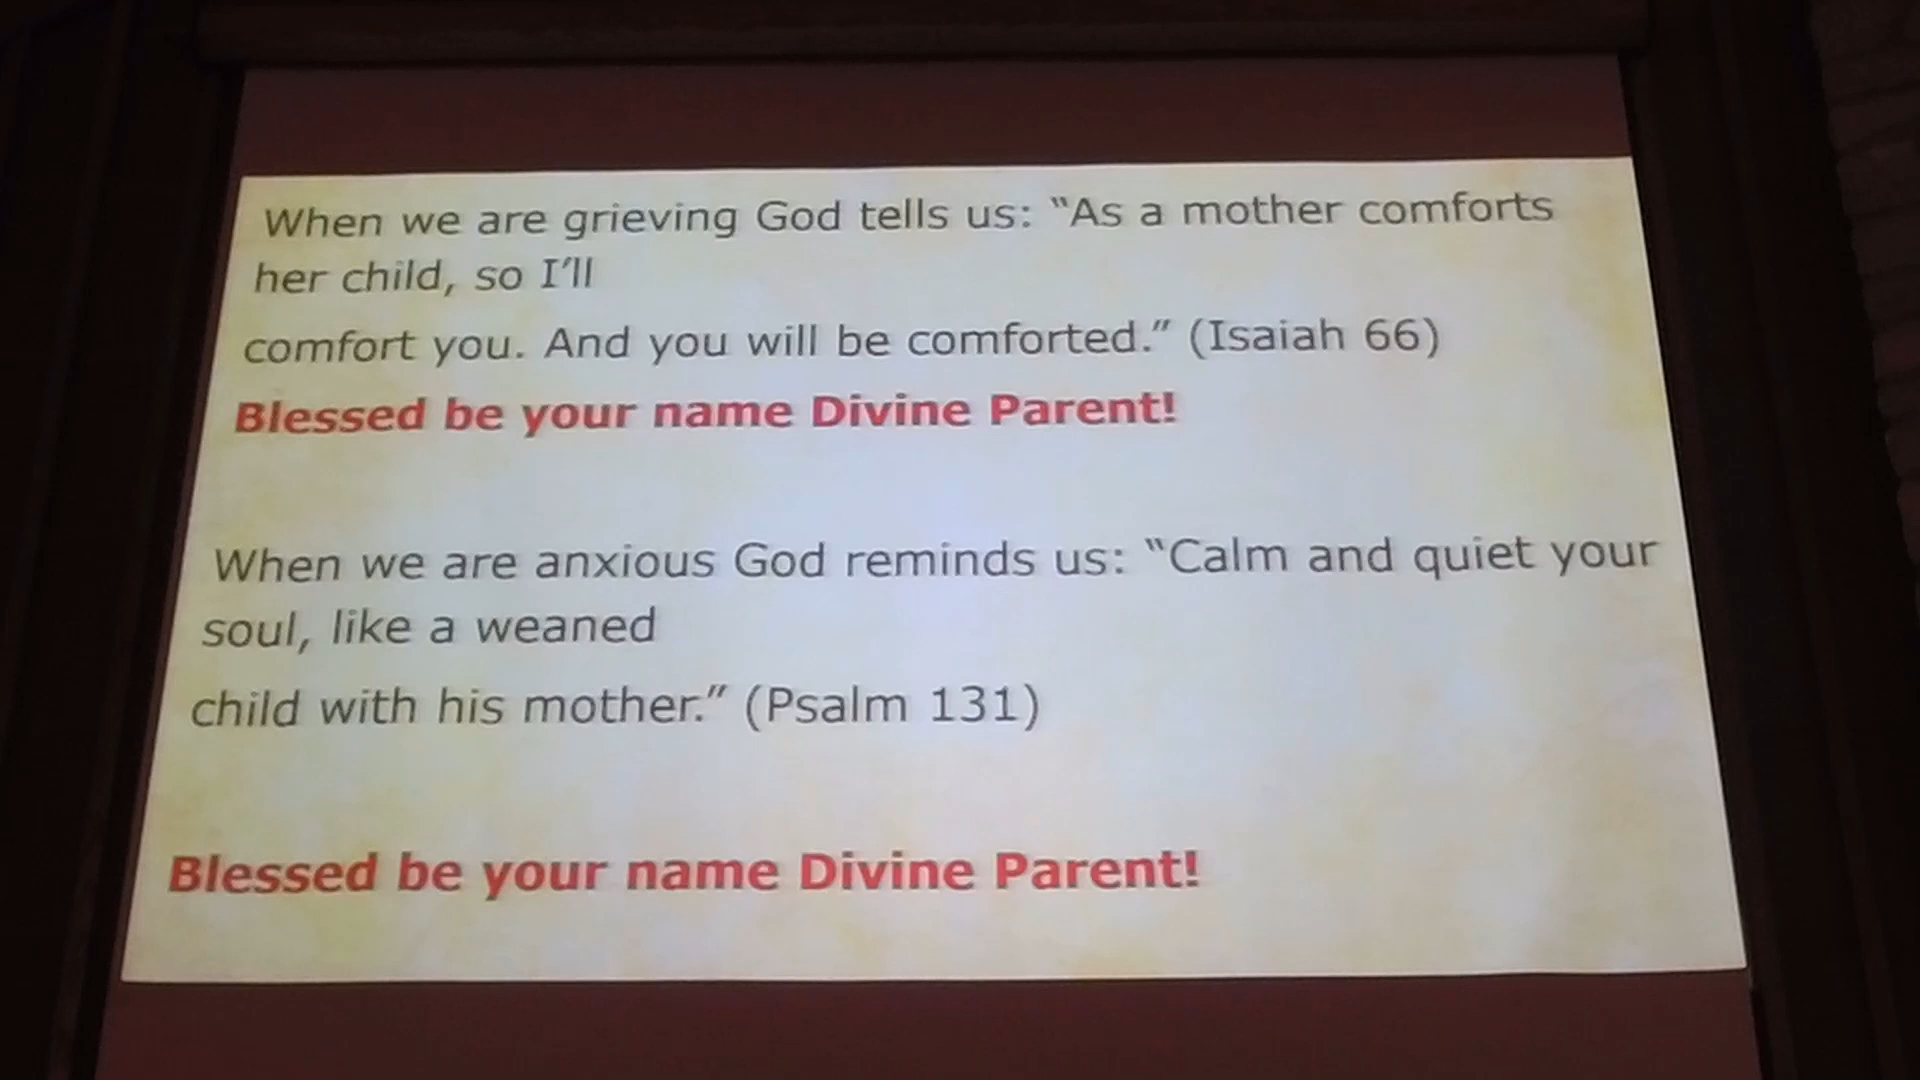 When we are grieving God tells us: “As a mother comforts
her child, so I’ll
comfort you. And you will be comforted.” (Isaiah 66)
Blessed be your name Divine Parent!
When we are anxious God reminds us: “Calm and quiet your
soul, like a weaned
child with his mother.” (Psalm 131)
Blessed be your name Divine Parent!